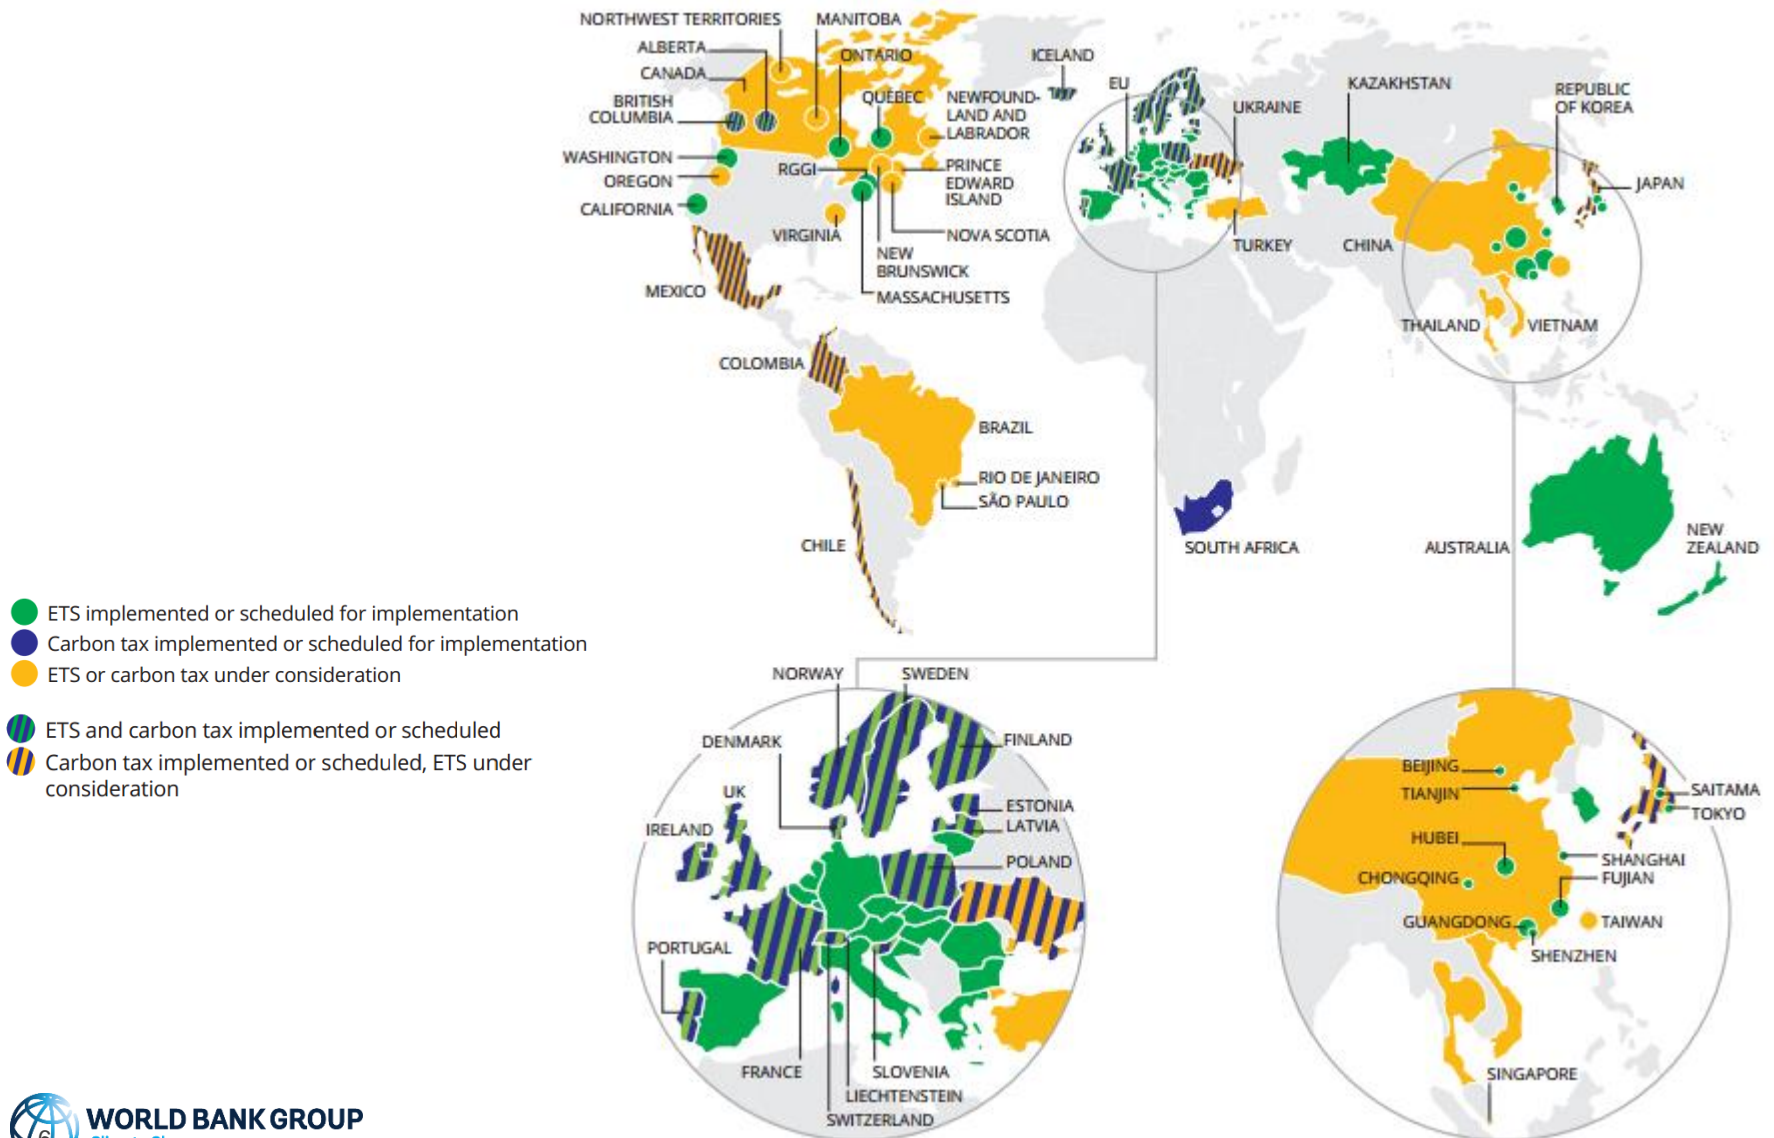 NORTHWEST TERRITORIES
MANITOBA
ALBERTA
ONTARIO
CANADA
QUÉBEC
BRITISH
COLUMBIA
NEWFOUND-
LAND AND
LABRADOR
WASHINGTON
OREGON
RGGI
PRINCE
EDWARD
ISLAND
CALIFORNIA
VIRGINIA
NOVA SCOTIA
NEW
BRUNSWICK
MASSACHUSETTS
MEXICO
COLOMBIA
BRAZIL
RIO DE JANEIRO
SÃO PAULO
CHILE
ICELAND
EU
UKRAINE
KAZAKHSTAN
REPUBLIC
OF KOREA
JAPAN
TURKEY
CHINA
THAILAND
VIETNAM
SOUTH AFRICA
AUSTRALIA
NEW
ZEALAND
ETS implemented or scheduled for implementation
Carbon tax implemented or scheduled for implementation
ETS or carbon tax under consideration
ETS and carbon tax implemented or scheduled
Carbon tax implemented or scheduled, ETS under
consideration
NORWAY
SWEDEN
DENMARK
FINLAND
UK
IRELAND
ESTONIA
LATVIA
POLAND
PORTUGAL
FRANCE
SLOVENIA
LIECHTENSTEIN
SWITZERLAND
BEIJING
TIANJIN
SAITAMA
TOKYO
HUBEI
SHANGHAI
CHONGQING
FUJIAN
GUANGDONG
TAIWAN
SHENZHEN
SINGAPORE
WORLD BANK GROUP
6